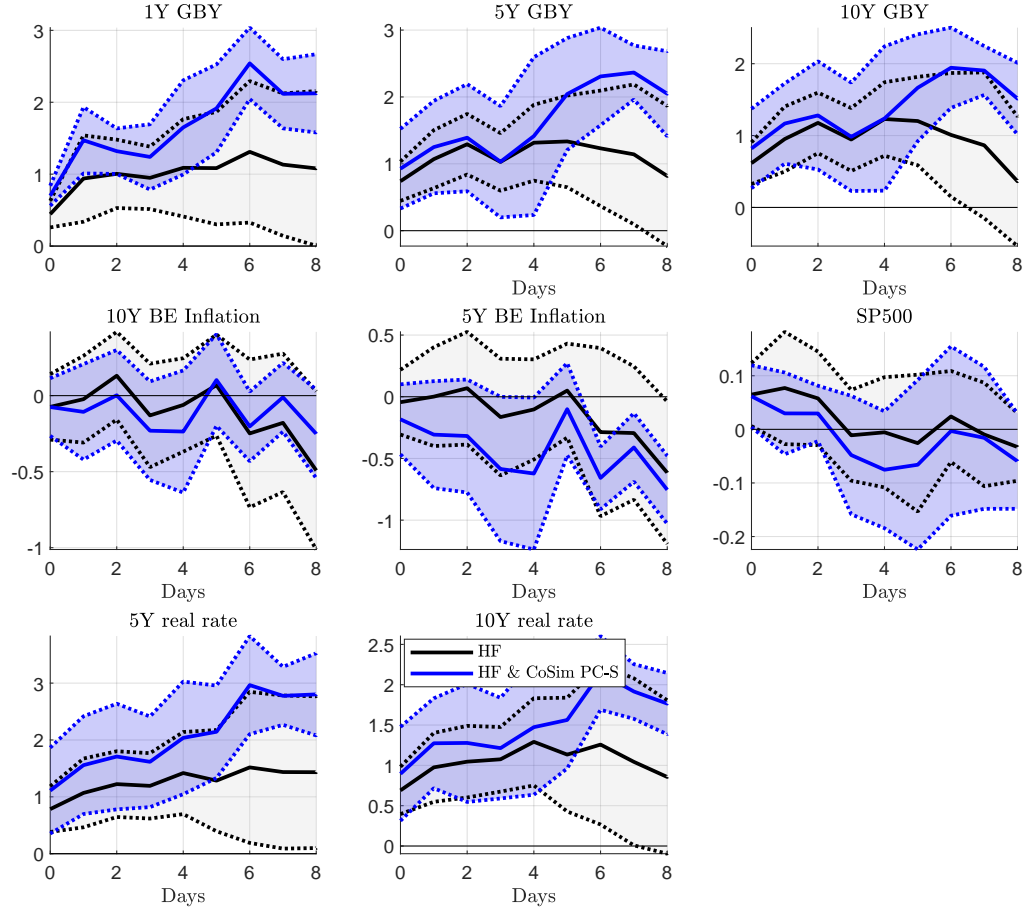 1Y GBY
5Y GBY
10Y GBY
3
2
1
0
0 2 4 6 8
3
2
1
0
0 2 4 6 8
Days
2
1
0
0 2 4 6 8
Days
10Y BE Inflation
5Y BE Inflation
SP500
0
-0.5
-1
0 2 4 6 8
Days
0.5
0
-0.5
-1
0 2 4 6 8
Days
0.1
0
-0.1
-0.2
0 2 4 6 8
Days
5Y real rate
10Y real rate
3
2
1
0
0 2 4 6 8
Days
2.5
2
1.5
1
0.5
0
0 2 4 6 8
Days
HF
HF & CoSim PC-S